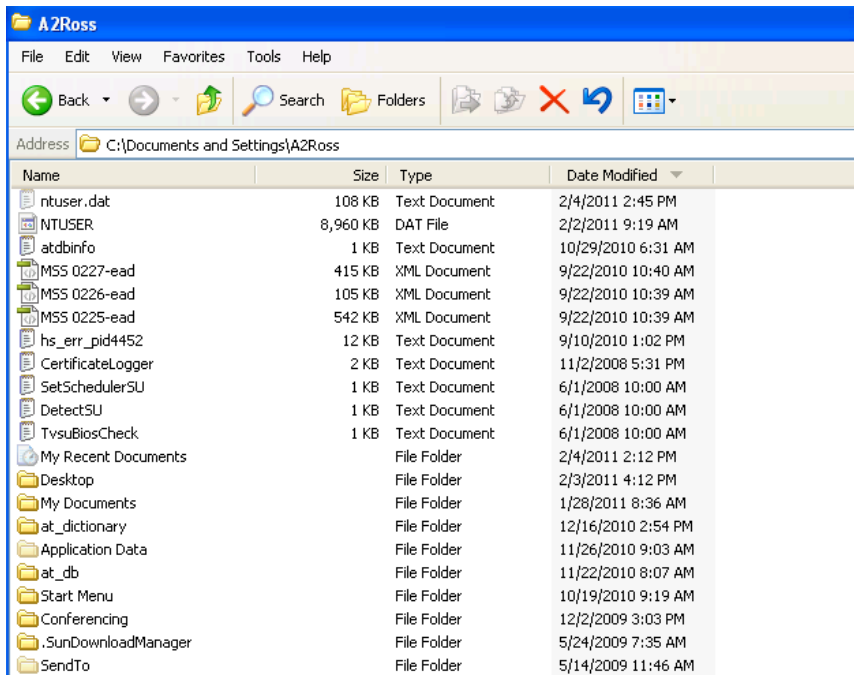 A2Ross
File Edit View Favorites Tools Help
Back Search Folders
Address C:\Documents and Settings\A2Ross
Name Size Type Date Modified
ntuser.dat 108 KB Text Document 2/4/2011 2:45 PM
NTUSER 8,960 KB DAT File 2/2/2011 9:19 AM
atdbinfo 1 KB Text Document 10/29/2010 6:31 AM
MSS 0227-ead 415 KB XML Document 9/22/2010 10:40 AM
MSS 0226-ead 105 KB XML Document 9/22/2010 10:39 AM
MSS 0225-ead 542 KB XML Document 9/22/2010 10:39 AM
hs_err_pid4452 12 KB Text Document 9/10/2010 1:02 PM
CertificateLogger 2 KB Text Document 11/2/2008 5:31 PM
SetSchedulerSU 1 KB Text Document 6/1/2008 10:00 AM
DetectSU 1 KB Text Document 6/1/2008 10:00 AM
TvsuBiosCheck 1 KB Text Document 6/1/2008 10:00 AM
My Recent Documents File Folder 2/4/2011 2:12 PM
Desktop File Folder 2/3/2011 4:12 PM
My Documents File Folder 1/28/2011 8:36 AM
at_dictionary File Folder 12/16/2010 2:54 PM
Application Data File Folder 11/26/2010 9:03 AM
at_db File Folder 11/22/2010 8:07 AM
Start Menu File Folder 10/19/2010 9:19 AM
Conferencing File Folder 12/2/2009 3:03 PM
.SunDownloadManager File Folder 5/24/2009 7:35 AM
SendTo File Folder 5/14/2009 11:46 AM